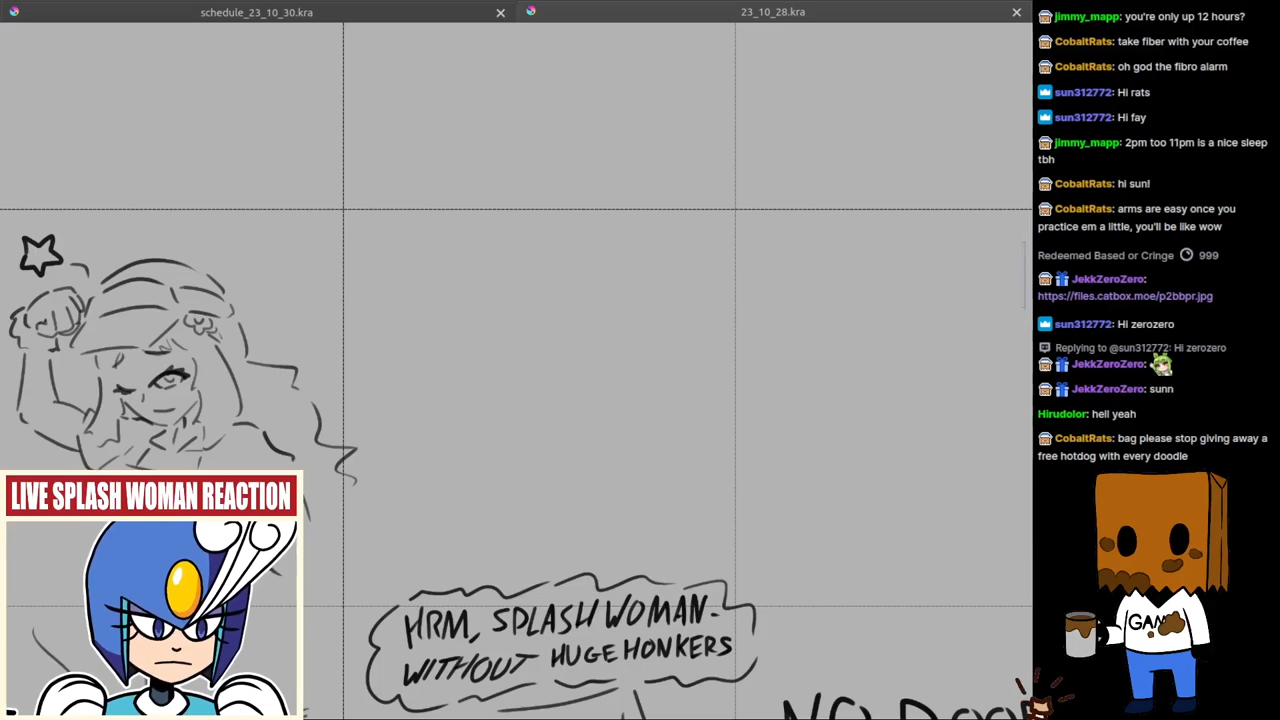 schedule_23_10_30.kra
23_10_28.kra
jimmy_mapp: you're only up 12 hours?
CobaltRats: take fiber with your coffee
CobaltRats: oh god the fibro alarm
sun312772: Hi rats
sun312772: Hi fay
jimmy_mapp: 2pm too 11pm is a nice sleep
tbh
CobaltRats: hi sun!
CobaltRats: arms are easy once you
practice em a little, you'll be like wow
Redeemed Based or Cringe 999
JekkZeroZero:
https://files.catbox.moe/p2bbpr.jpg
sun312772: Hi zerozero
Replying to @sun312772: Hi zerozero
JekkZeroZero:
JekkZeroZero: sunn
Hirudolor: hell yeah
CobaltRats: bag please stop giving away a
free hotdog with every doodle
LIVE SPLASH WOMAN REACTION
HRM, SPLASH WOMAN-
WITHOUT HUGE HONKERS